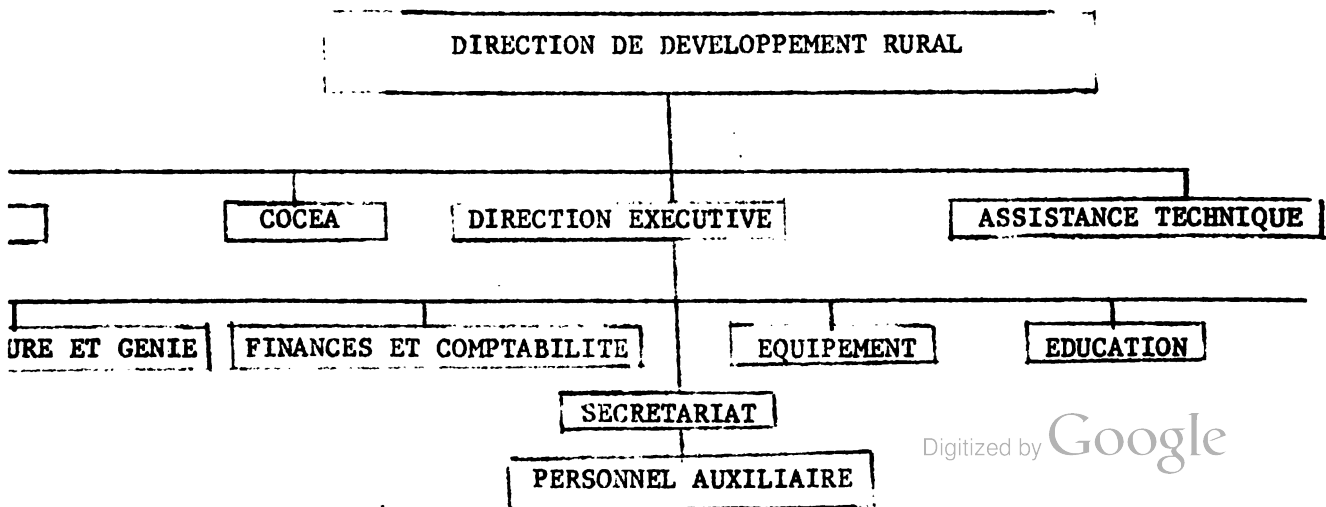 DIRECTION DE DEVELOPPEMENT RURAL
COCEA
DIRECTION EXECUTIVE
ASSISTANCE TECHNIQUE
URE ET GENIE
FINANCES ET COMPTABILITE
EQUIPEMENT
EDUCATION
SECRETARIAT
PERSONNEL AUXILIAIRE
Digitized by Google